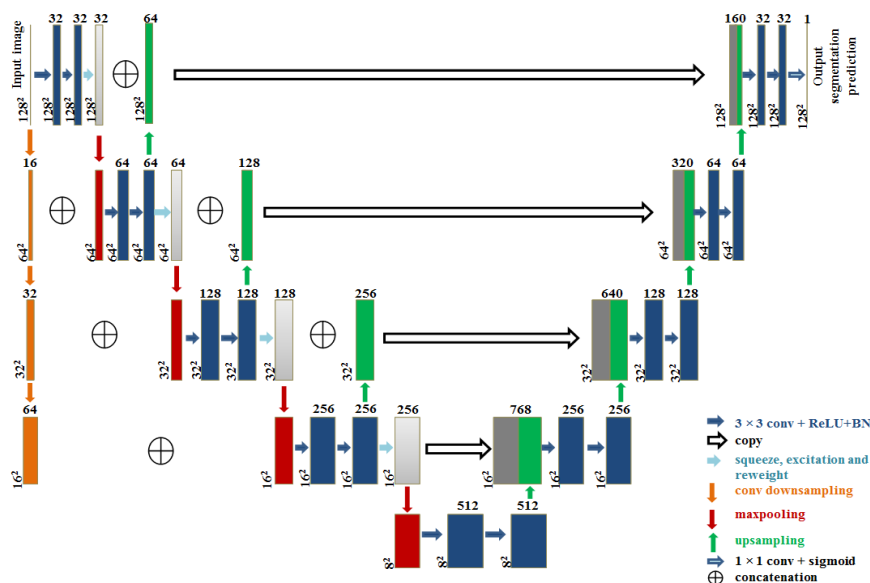 32 32 32 64 160 32 32 1
Input image
128² 128² 128² 128² 128² 128² 128² 128² 128²
Output
segmentation
prediction
16 64 64 64 128 320 64 64
64² 64² 64² 64² 64² 64² 64² 64² 64²
32 128 128 128 256 640 128 128
32² 32² 32² 32² 32² 32² 32² 32² 32²
64 256 256 256 768 256 256
16² 16² 16² 16² 16² 16² 16² 16²
512 512
8² 8² 8²
3 × 3 conv + ReLU+BN
copy
squeeze, excitation and
reweight
conv downsampling
maxpooling
upsampling
1 × 1 conv + sigmoid
concatenation